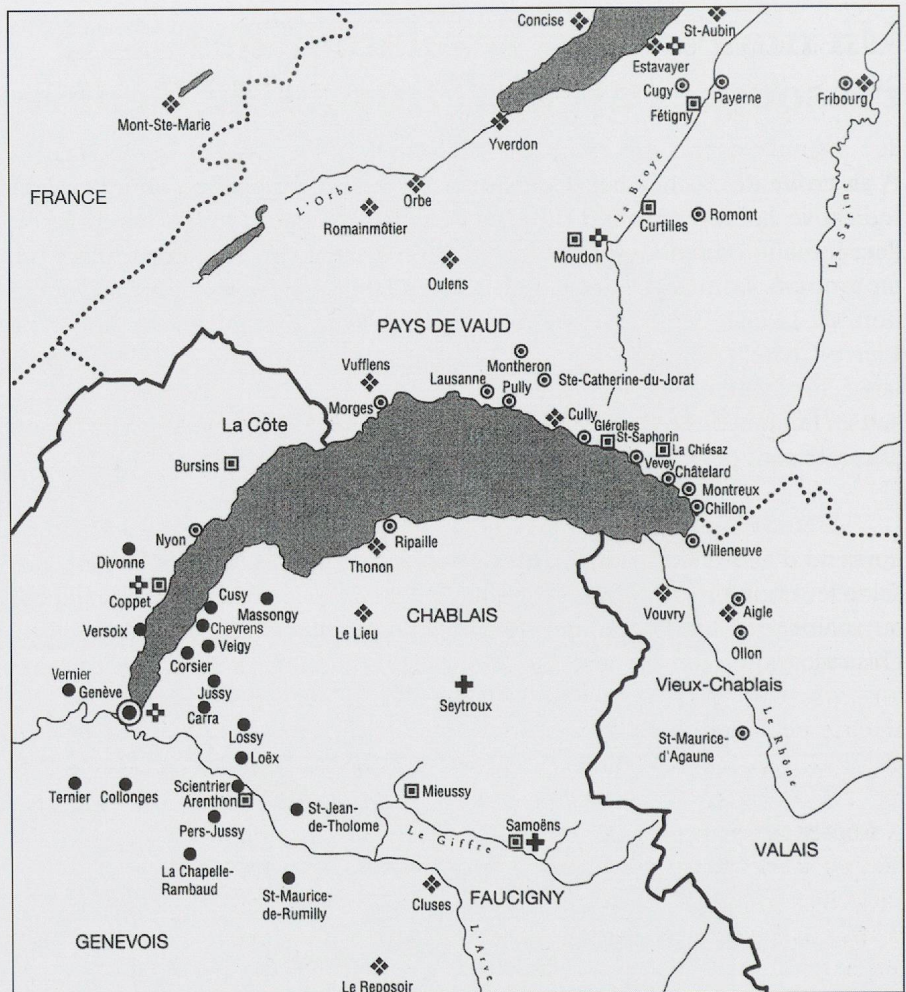 Concise
St-Aubin
Estavayer
Cugy
Payerne
Fribourg
Fétigny
Mont-Ste-Marie
Yverdon
FRANCE
L'Orbe
Orbe
Romainmôtier
La Broye
Curtilles
Romont
La Sarine
Moudon
Oulens
PAYS DE VAUD
Vufflens
Montheron
Lausanne
Pully
Ste-Catherine-du-Jorat
Morges
Cully
La Côte
Glérolles
St-Saphorin
La Chiésaz
Bursins
Vevey
Châtelard
Montreux
Chillon
Nyon
Ripaille
Villeneuve
Divonne
Thonon
Coppet
Cusy
Massongy
CHABLAIS
Vouvry
Aigle
Versoix
Chevrens
Le Lieu
Veigy
Ollon
Corsier
Vernier
Genève
Jussy
Seytroux
Vieux-Chablais
Carra
Le Rhône
Lossy
St-Maurice-
d'Agaune
Loëx
Ternier
Collonges
Scientrier
Arenthon
Mieussy
St-Jean-
de-Tholome
Pers-Jussy
Samoëns
Le Giffre
VALAIS
La Chapelle-
Rambaud
St-Maurice-
de-Rumilly
Cluses
FAUCIGNY
GENEVOIS
L'Arve
Le Reposoir